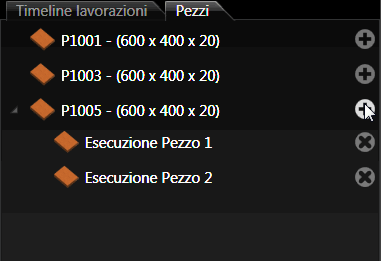 Timeline lavorazioni Pezzi
P1001 - (600 x 400 x 20)
P1003 - (600 x 400 x 20)
P1005 - (600 x 400 x 20)
Esecuzione Pezzo 1
Esecuzione Pezzo 2